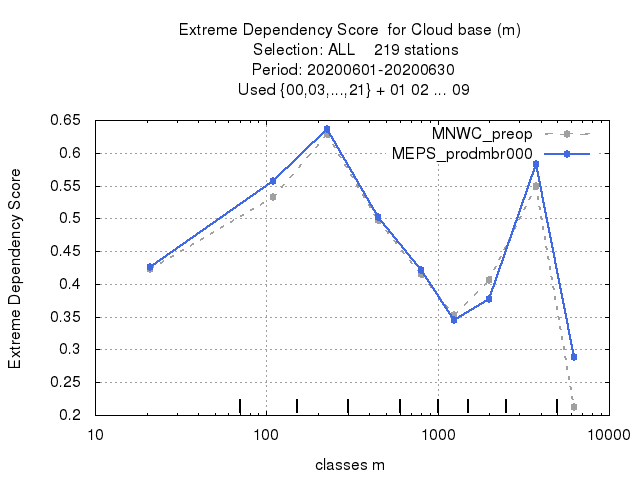 Extreme Dependency Score  for Cloud base (m)
Selection: ALL    219 stations
Period: 20200601-20200630
Used {00,03,...,21} + 01 02 ... 09
MNWC_preop
MEPS_prodmbr000
Extreme Dependency Score
0.65
0.6
0.55
0.5
0.45
0.4
0.35
0.3
0.25
0.2
10 100 1000 10000
classes m